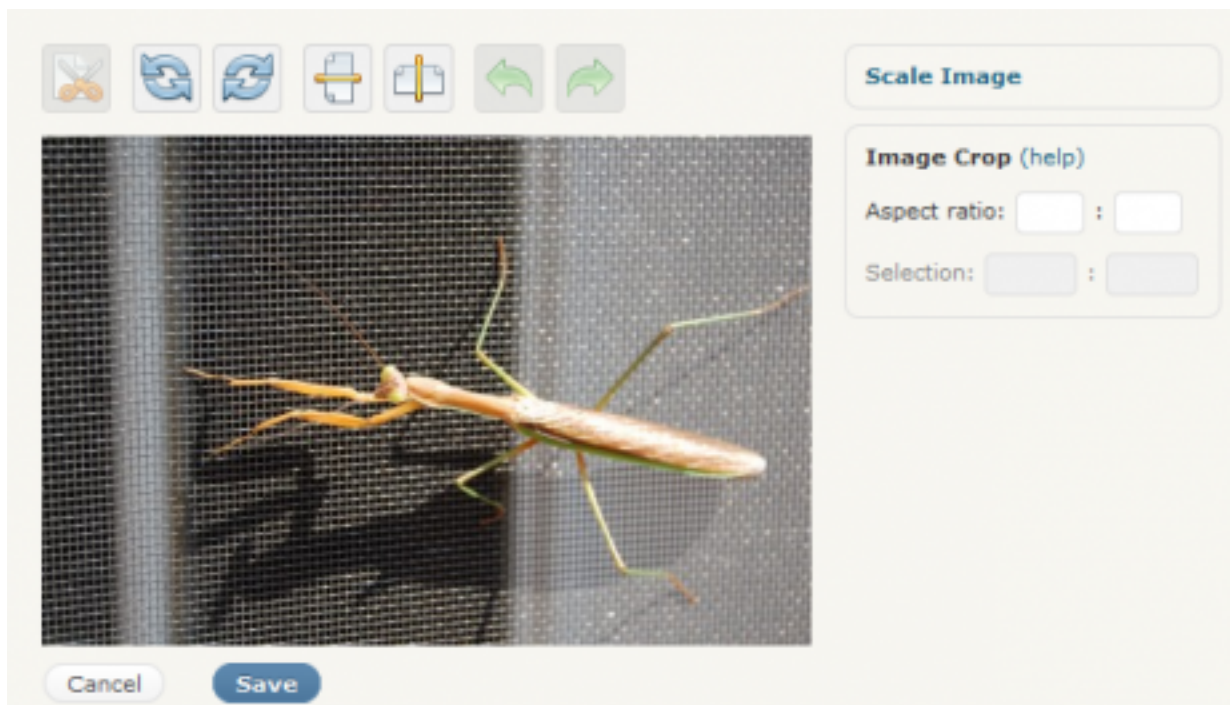 Scale Image
Image Crop (help)
Aspect ratio: :
Selection: :
Cancel
Save